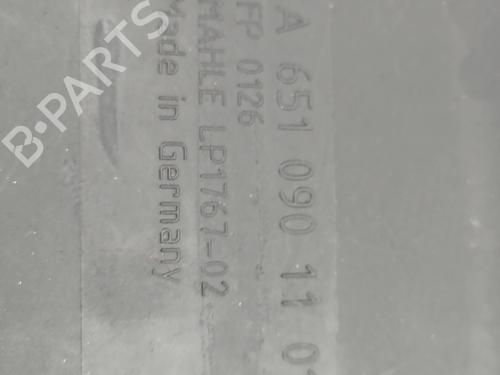 A 651 090 11 0
FP 0126
MAHLE LP1767-02
Made in Germany
B-PARTS